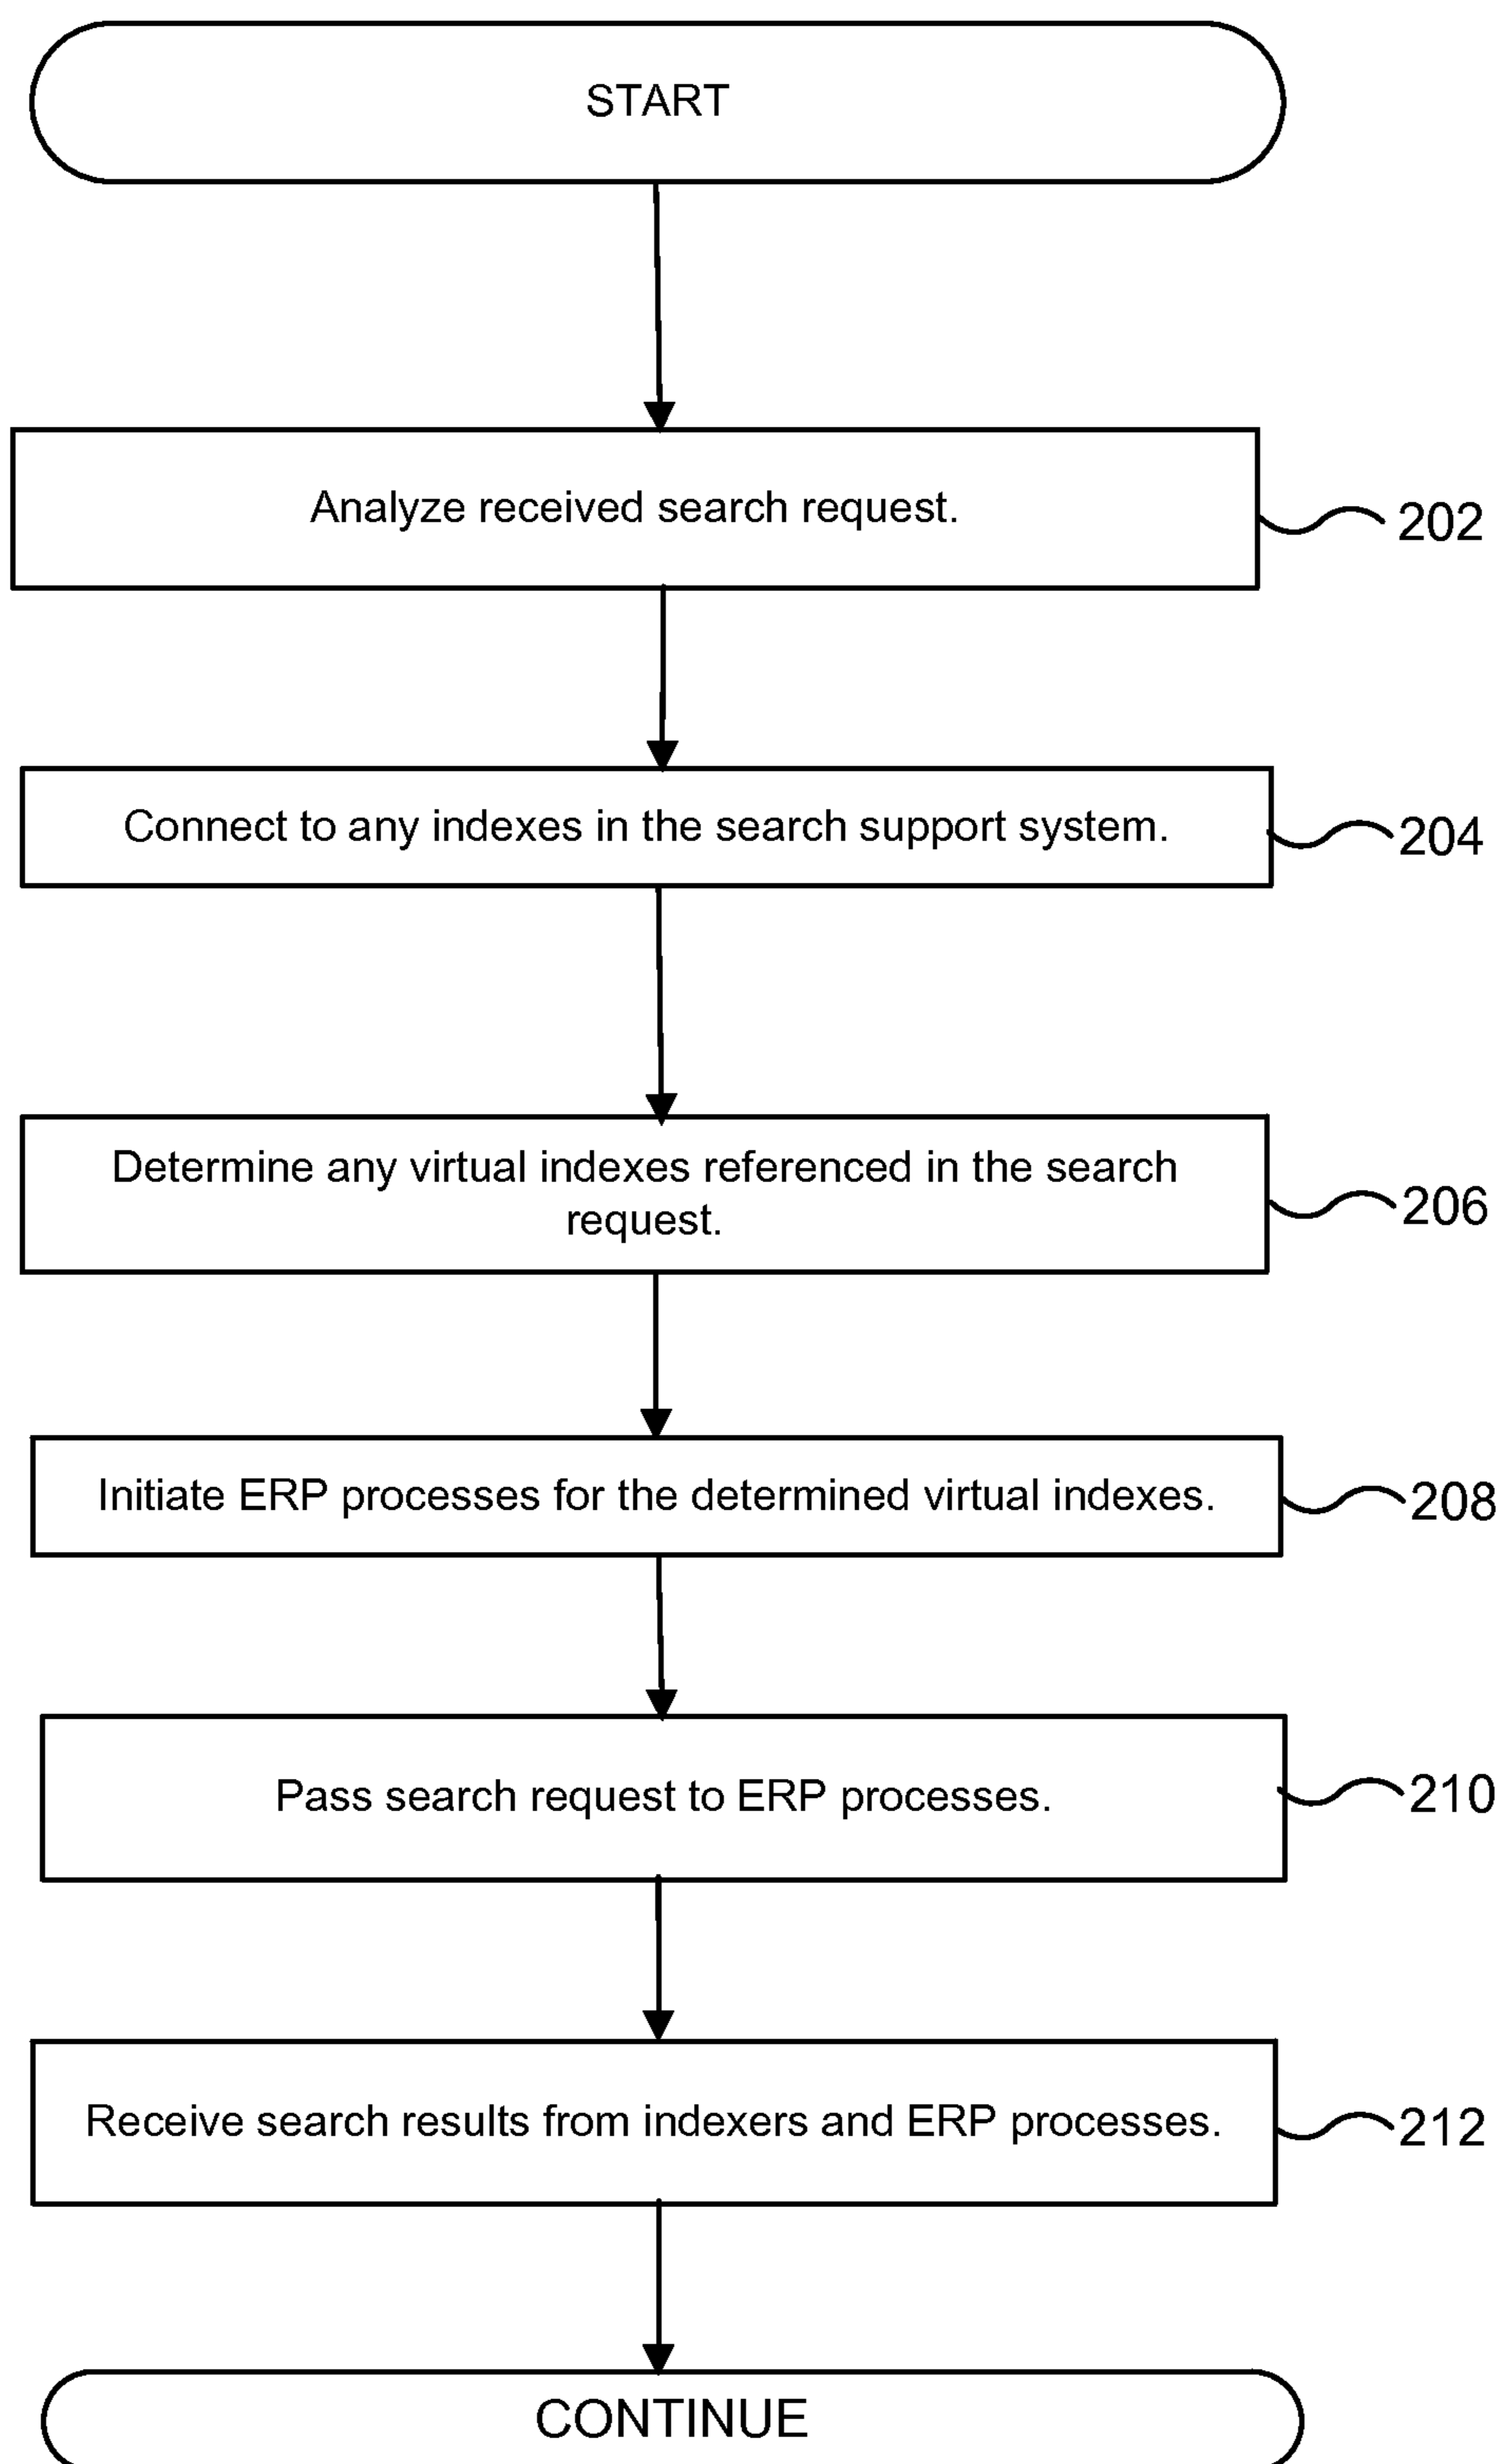 START
Analyze received search request.
202
Connect to any indexes in the search support system.
204
Determine any virtual indexes referenced in the search
request.
206
Initiate ERP processes for the determined virtual indexes.
208
Pass search request to ERP processes.
210
Receive search results from indexers and ERP processes.
212
CONTINUE